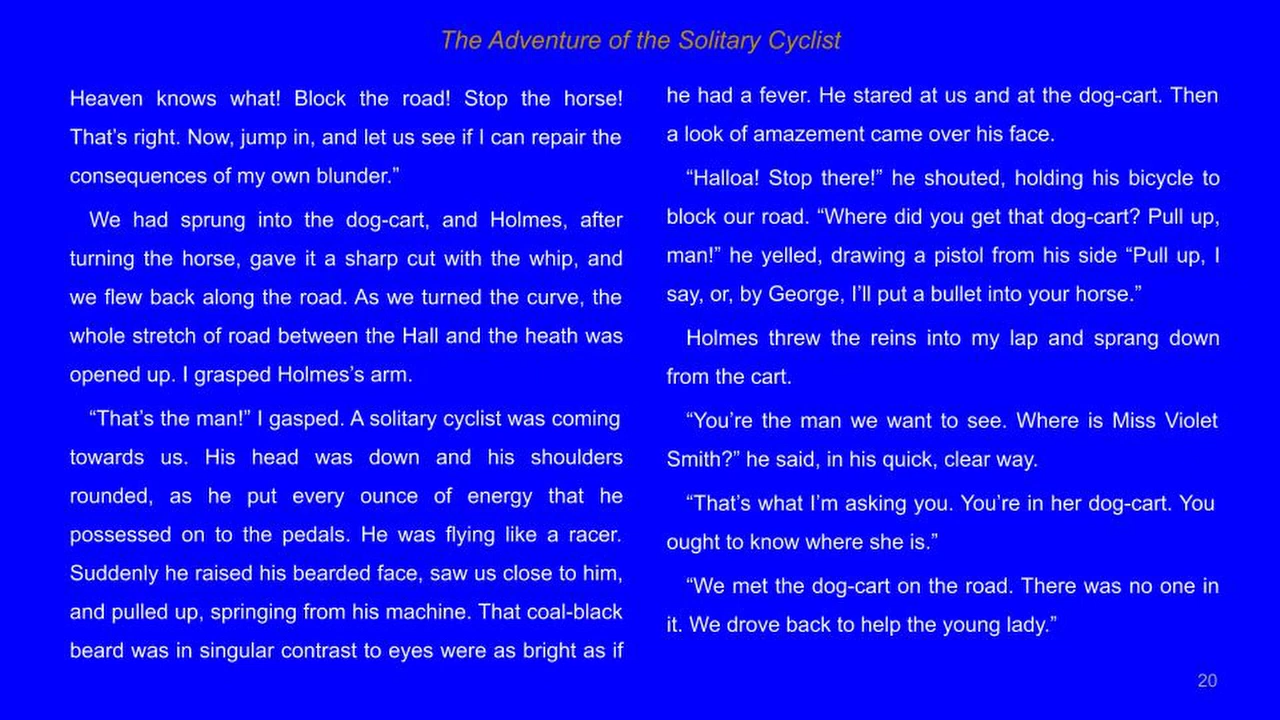 The Adventure of the Solitary Cyclist
Heaven knows what! Block the road! Stop the horse!
That’s right. Now, jump in, and let us see if I can repair the
consequences of my own blunder.”
We had sprung into the dog-cart, and Holmes, after
turning the horse, gave it a sharp cut with the whip, and
we flew back along the road. As we turned the curve, the
whole stretch of road between the Hall and the heath was
opened up. I grasped Holmes’s arm.
“That’s the man!” I gasped. A solitary cyclist was coming
towards us. His head was down and his shoulders
rounded, as he put every ounce of energy that he
possessed on to the pedals. He was flying like a racer.
Suddenly he raised his bearded face, saw us close to him,
and pulled up, springing from his machine. That coal-black
beard was in singular contrast to eyes were as bright as if
he had a fever. He stared at us and at the dog-cart. Then
a look of amazement came over his face.
“Halloa! Stop there!” he shouted, holding his bicycle to
block our road. “Where did you get that dog-cart? Pull up,
man!” he yelled, drawing a pistol from his side “Pull up, I
say, or, by George, I’ll put a bullet into your horse.”
Holmes threw the reins into my lap and sprang down
from the cart.
“You’re the man we want to see. Where is Miss Violet
Smith?” he said, in his quick, clear way.
“That’s what I’m asking you. You’re in her dog-cart. You
ought to know where she is.”
“We met the dog-cart on the road. There was no one in
it. We drove back to help the young lady.”
20